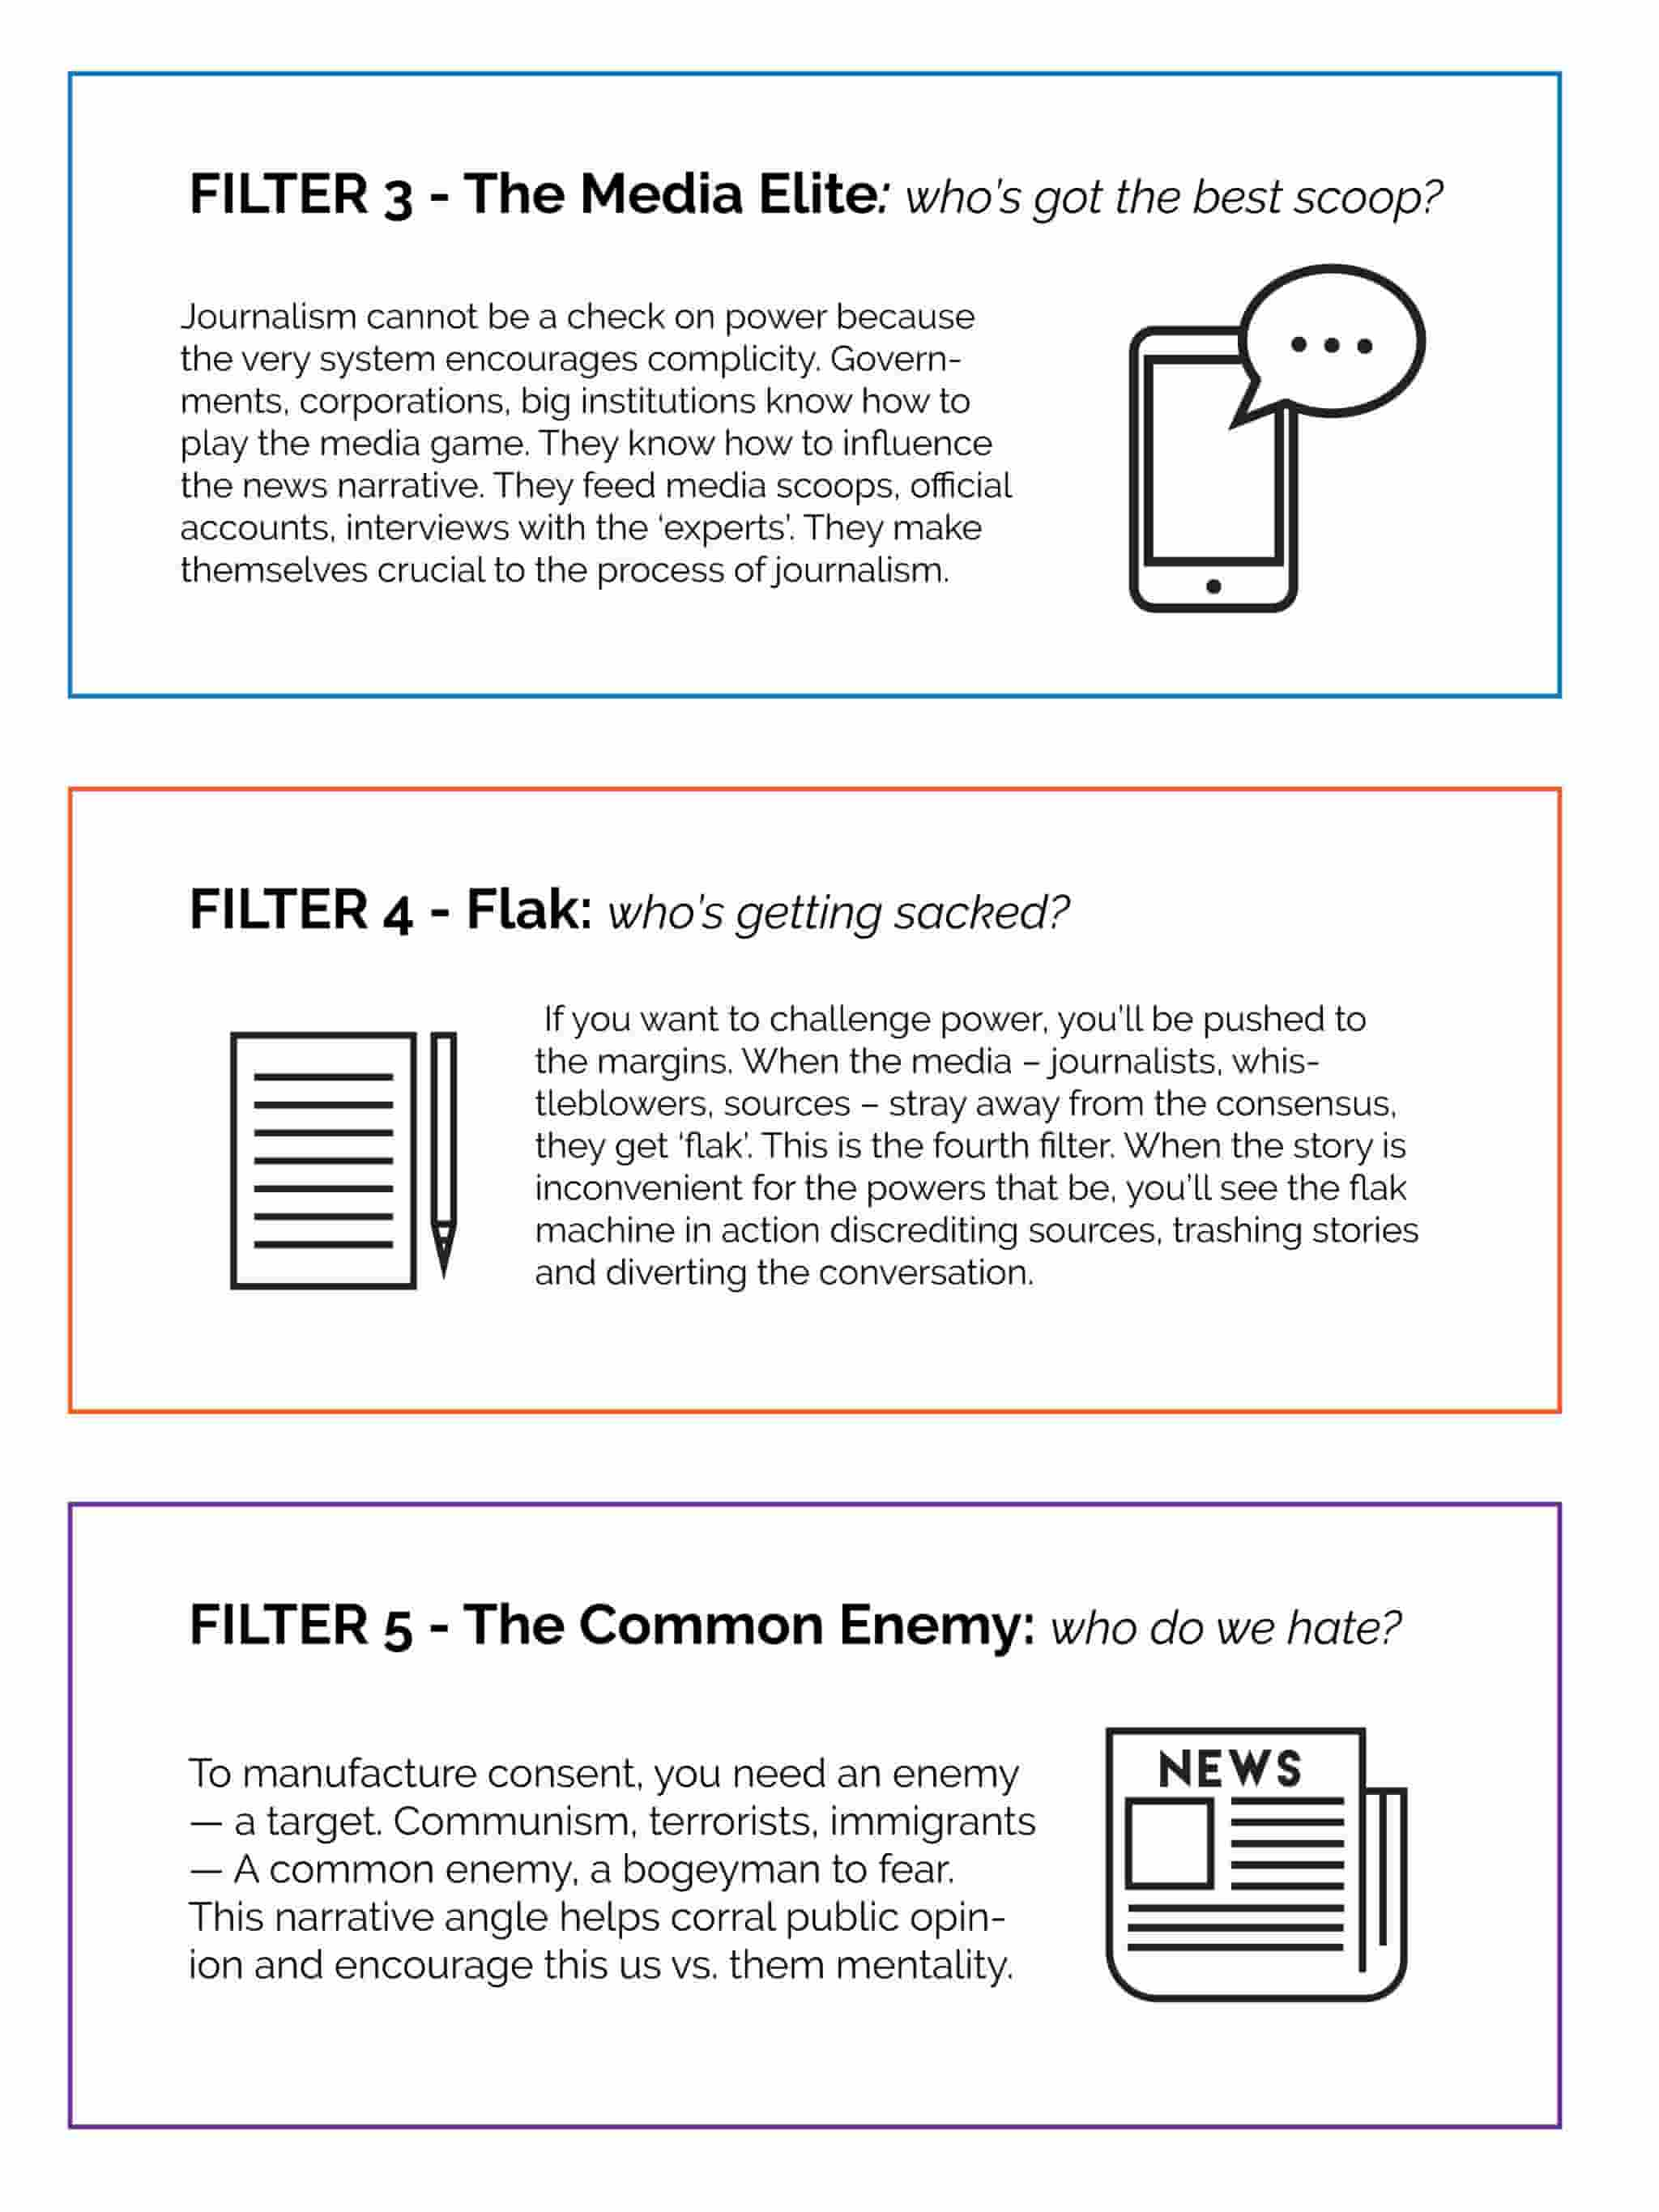 FILTER 3 - The Media Elite: who's got the best scoop?
Journalism cannot be a check on power because
the very system encourages complicity. Govern-
ments, corporations, big institutions know how to
play the media game. They know how to influence
the news narrative. They feed media scoops, official
accounts, interviews with the ‘experts’. They make
themselves crucial to the process of journalism.
FILTER 4 - Flak: who's getting sacked?
If you want to challenge power, you’ll be pushed to
the margins. When the media – journalists, whis-
tleblowers, sources – stray away from the consensus,
they get ‘flak’. This is the fourth filter. When the story is
inconvenient for the powers that be, you’ll see the flak
machine in action discrediting sources, trashing stories
and diverting the conversation.
FILTER 5 - The Common Enemy: who do we hate?
To manufacture consent, you need an enemy
— a target. Communism, terrorists, immigrants
— A common enemy, a bogeyman to fear.
This narrative angle helps corral public opin-
ion and encourage this us vs. them mentality.
NEWS